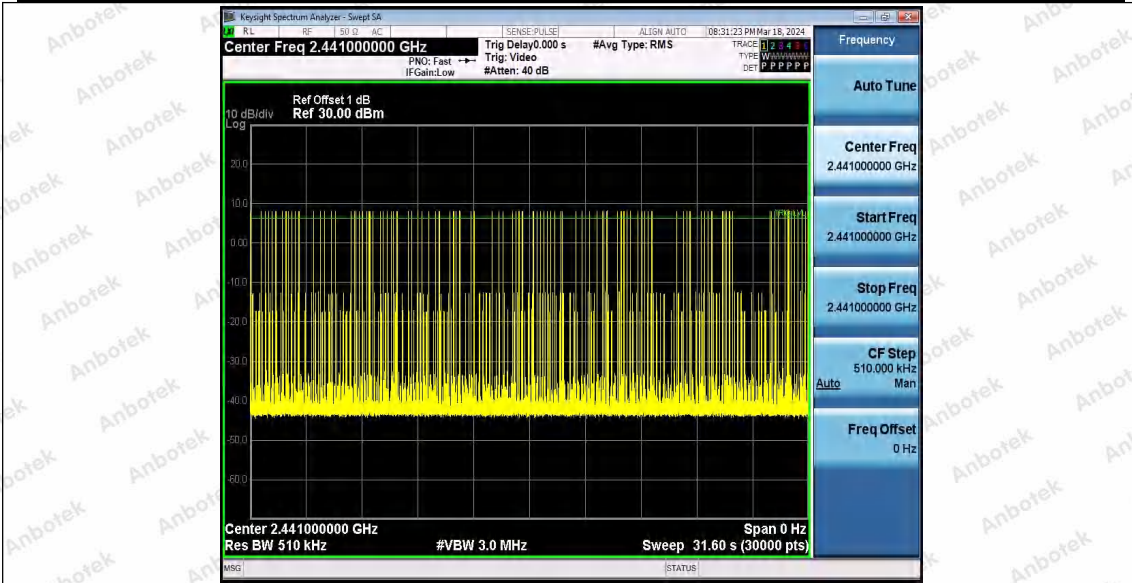 Keysight Spectrum Analyzer - Swept SA
RL RF 50 Ω AC SENSE:PULSE ALIGN AUTO 08:31:23 PM Mar 18, 2024
Center Freq 2.441000000 GHz
PNO: Fast
IFGain:Low
Trig Delay0.000 s
Trig: Video
#Atten: 40 dB
#Avg Type: RMS
TRACE 1 2 3 4 5 6
TYPE W
DET P P P P P P
Ref Offset 1 dB
10 dB/div Ref 30.00 dBm
Log
20.0
10.0
0.00
-10.0
-20.0
-30.0
-40.0
-50.0
-60.0
Center 2.441000000 GHz Span 0 Hz
Res BW 510 kHz #VBW 3.0 MHz Sweep 31.60 s (30000 pts)
MSG STATUS
Frequency
Auto Tune
Center Freq
2.441000000 GHz
Start Freq
2.441000000 GHz
Stop Freq
2.441000000 GHz
CF Step
510.000 kHz
Auto Man
Freq Offset
0 Hz
Anbotek